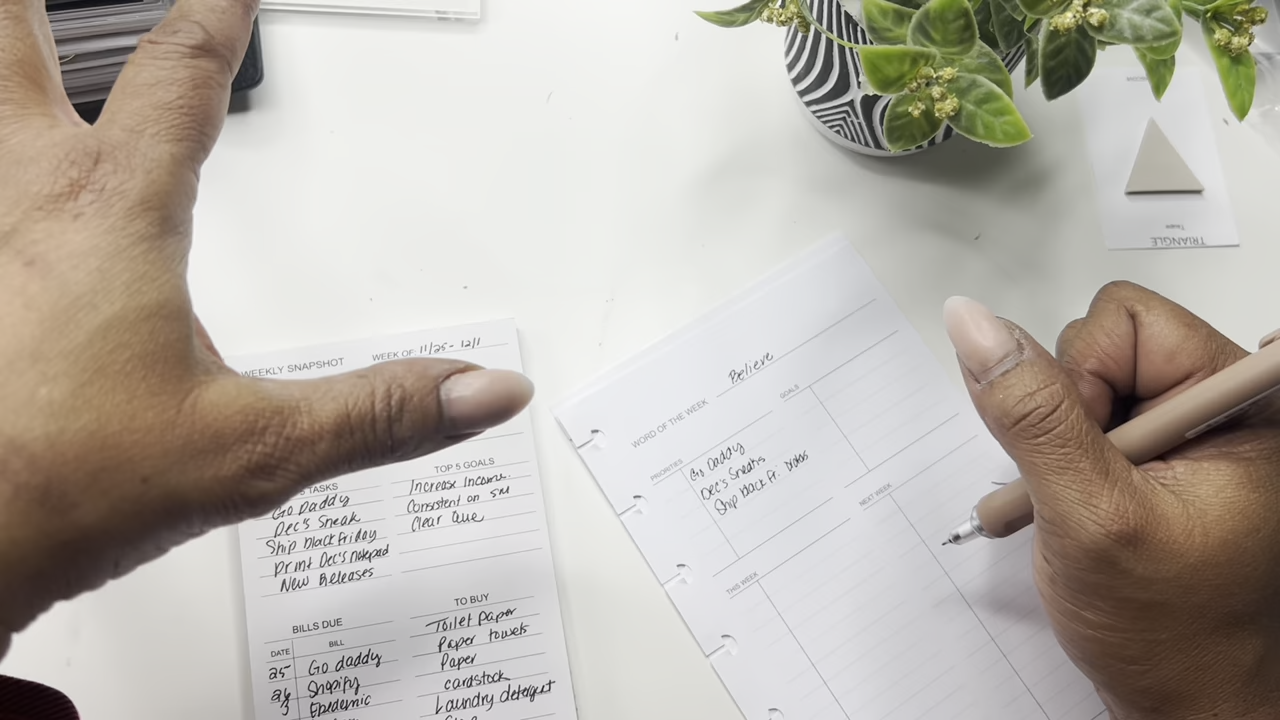 WEEKLY SNAPSHOT
WEEK OF: 11/25 - 12/1
TASKS
Go Daddy
Dec's Sneak
Ship black Friday
Print Dec's notepad
New Releases
TOP 5 GOALS
Increase Income
Consistent on SM
Clear Que
BILLS DUE
DATE BILL
25 Go daddy
26 Shopify
3 Epedemic
TO BUY
Toilet Paper
Paper towels
Paper
cardstock
Laundry detergent
WORD OF THE WEEK Believe
PRIORITIES
Go Daddy
Dec's Sneaks
Ship black Fr.
GOALS
THIS WEEK
NEXT WEEK
TRIANGLE